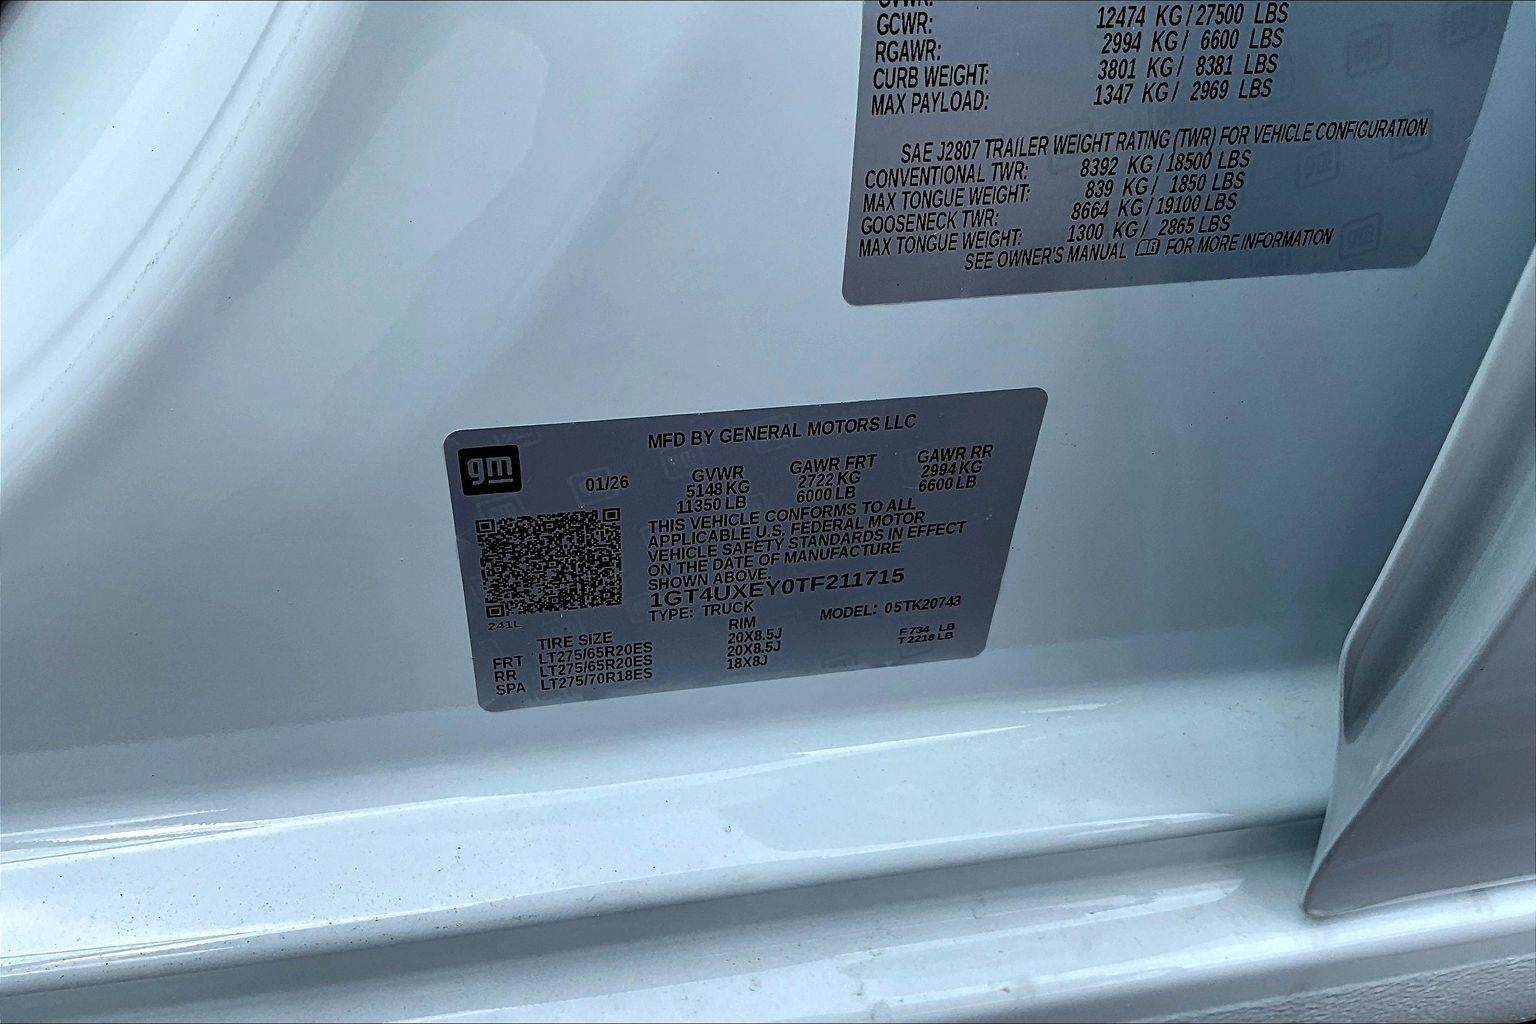 GVWR:
GCWR: 12474 KG/27500 LBS
RGAWR: 2994 KG/ 6600 LBS
CURB WEIGHT: 3801 KG/ 8381 LBS
MAX PAYLOAD: 1347 KG/ 2969 LBS
SAE J2807 TRAILER WEIGHT RATING (TWR) FOR VEHICLE CONFIGURATION.
CONVENTIONAL TWR: 8392 KG/18500 LBS
MAX TONGUE WEIGHT: 839 KG/ 1850 LBS
GOOSENECK TWR: 8664 KG/19100 LBS
MAX TONGUE WEIGHT: 1300 KG/ 2865 LBS
SEE OWNER'S MANUAL FOR MORE INFORMATION
gm
MFD BY GENERAL MOTORS LLC
01/26 GVWR GAWR FRT GAWR RR
5148 KG 2722 KG 2994 KG
11350 LB 6000 LB 6600 LB
THIS VEHICLE CONFORMS TO ALL
APPLICABLE U.S. FEDERAL MOTOR
VEHICLE SAFETY STANDARDS IN EFFECT
ON THE DATE OF MANUFACTURE
SHOWN ABOVE.
1GT4UXEY0TF211715
TYPE: TRUCK MODEL: 05TK20743
241L
TIRE SIZE RIM
FRT LT275/65R20ES 20X8.5J F 734 LB
RR LT275/65R20ES 20X8.5J T 2218 LB
SPA LT275/70R18ES 18X8J